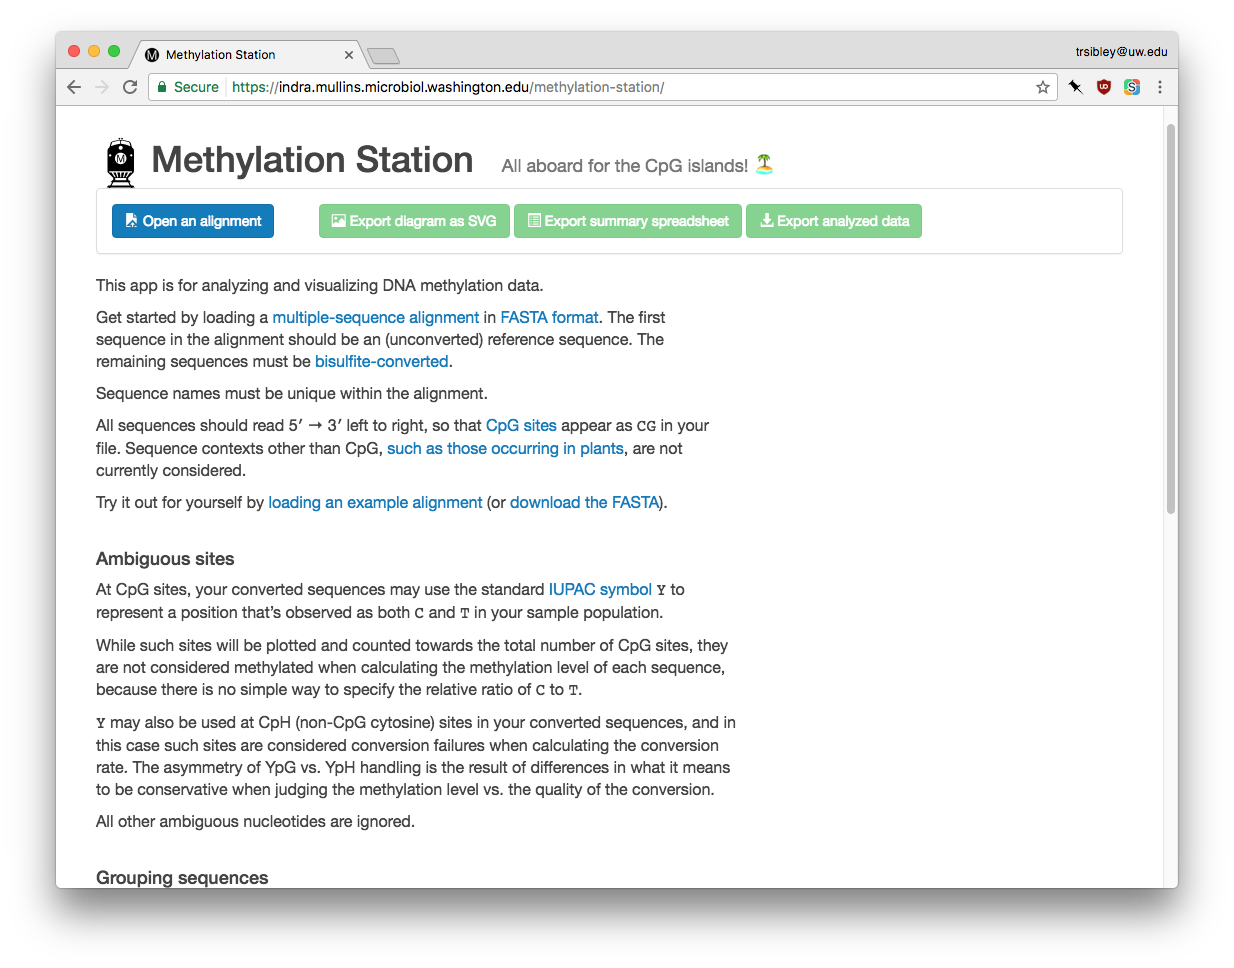 Methylation Station
trsibley@uw.edu
Secure
https://indra.mullins.microbiol.washington.edu/methylation-station/
M
Methylation Station
All aboard for the CpG islands! 🏝
Open an alignment
Export diagram as SVG
Export summary spreadsheet
Export analyzed data
This app is for analyzing and visualizing DNA methylation data.
Get started by loading a multiple-sequence alignment in FASTA format. The first
sequence in the alignment should be an (unconverted) reference sequence. The
remaining sequences must be bisulfite-converted.
Sequence names must be unique within the alignment.
All sequences should read 5′ → 3′ left to right, so that CpG sites appear as CG in your
file. Sequence contexts other than CpG, such as those occurring in plants, are not
currently considered.
Try it out for yourself by loading an example alignment (or download the FASTA).
Ambiguous sites
At CpG sites, your converted sequences may use the standard IUPAC symbol Y to
represent a position that’s observed as both C and T in your sample population.
While such sites will be plotted and counted towards the total number of CpG sites, they
are not considered methylated when calculating the methylation level of each sequence,
because there is no simple way to specify the relative ratio of C to T.
Y may also be used at CpH (non-CpG cytosine) sites in your converted sequences, and in
this case such sites are considered conversion failures when calculating the conversion
rate. The asymmetry of YpG vs. YpH handling is the result of differences in what it means
to be conservative when judging the methylation level vs. the quality of the conversion.
All other ambiguous nucleotides are ignored.
Grouping sequences